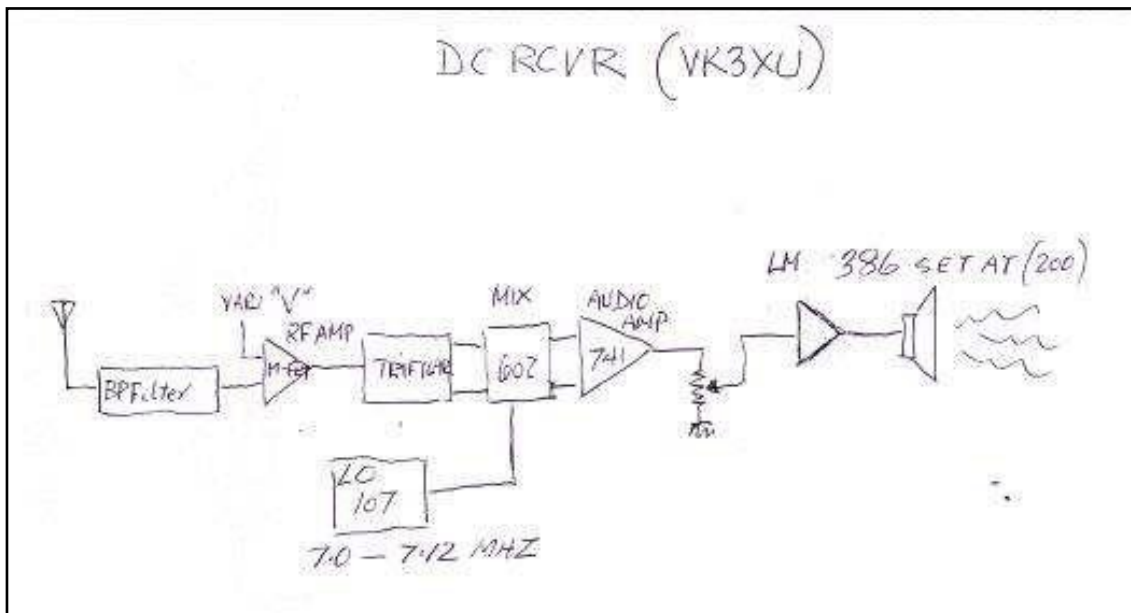 DC RCVR (VK3XU)
LM 386 SET AT (200)
VARI "V"
RF AMP
MIX
AUDIO
AMP
BPFilter
M-FET
602
741
LO
107
7.0 — 7.12 MHZ